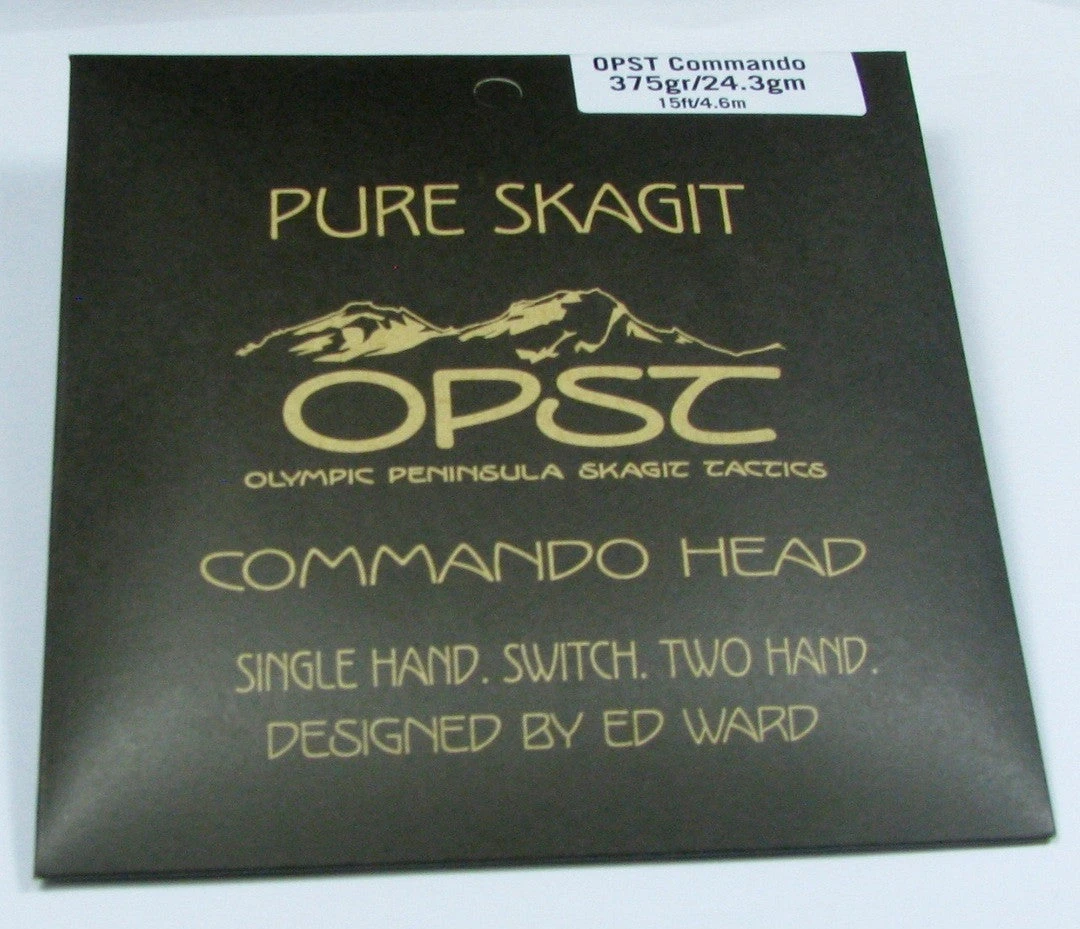 OPST Commando
375gr/24.3gm
15ft/4.6m
PURE SKAGIT
OPST
OLYMPIC PENINSULA SKAGIT TACTICS
COMMANDO HEAD
SINGLE HAND. SWITCH. TWO HAND.
DESIGNED BY ED WARD